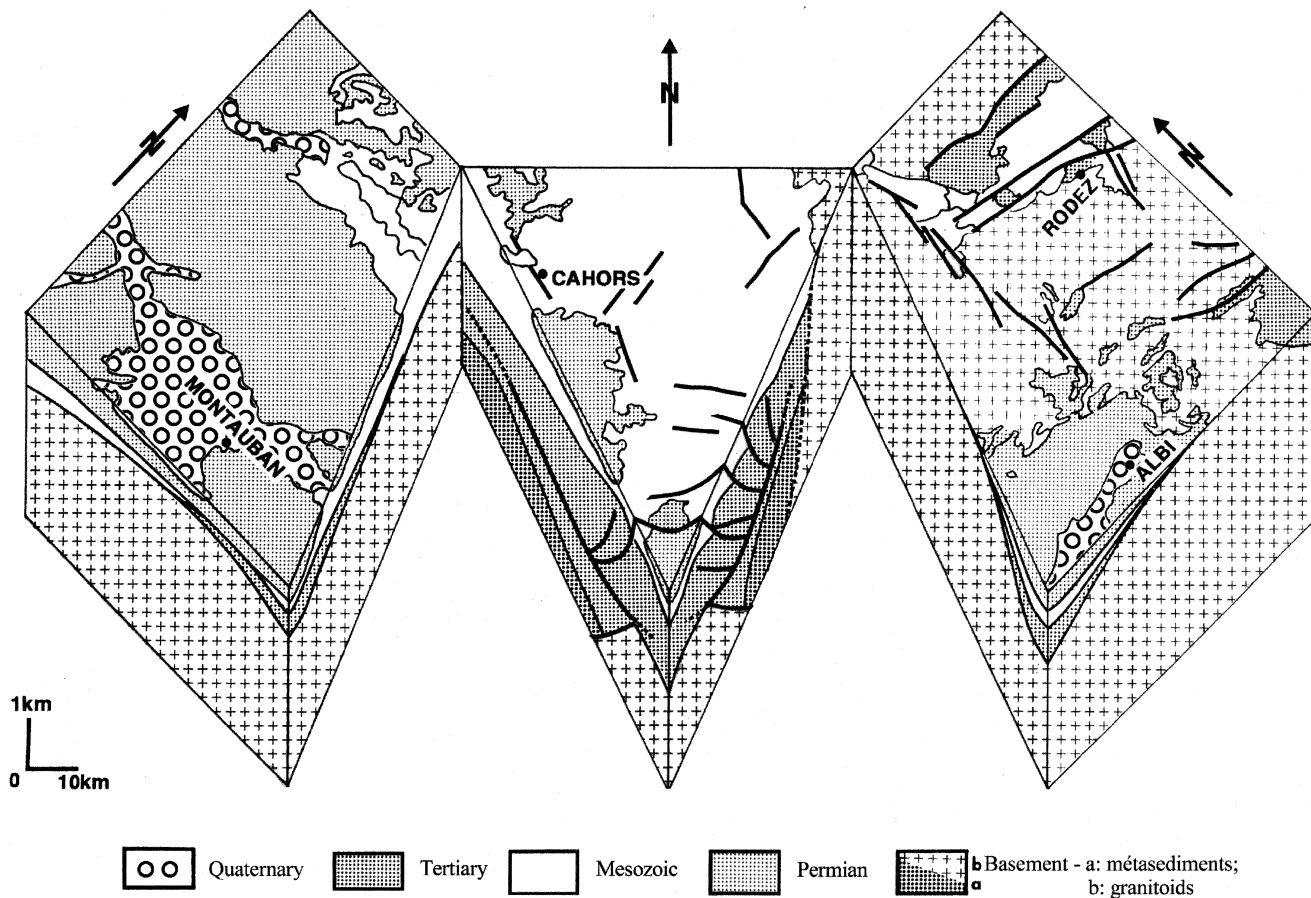 N
N
N
RODEZ
CAHORS
MONTAUBAN
ALBI
1km
0 10km
Quaternary
Tertiary
Mesozoic
Permian
b Basement - a: métasediments;
a b: granitoids